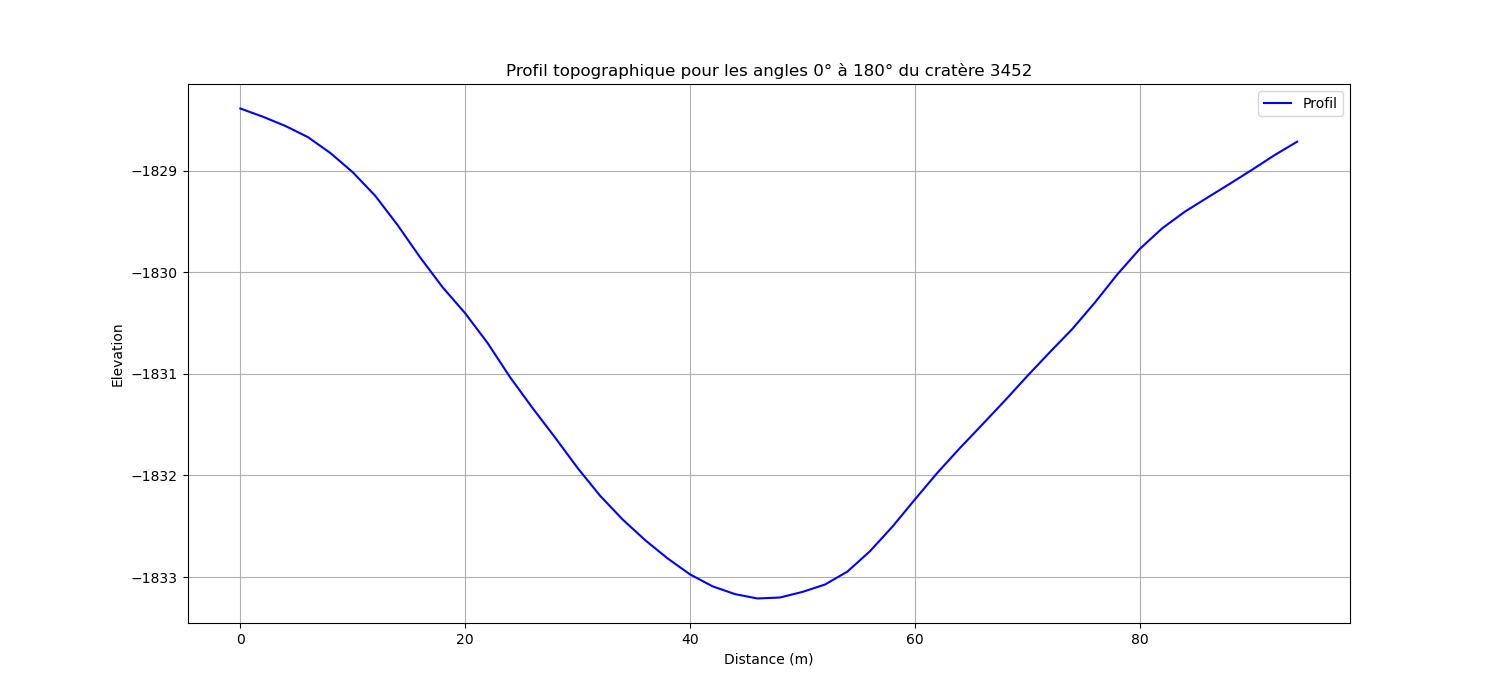 Profil topographique pour les angles 0° à 180° du cratère 3452
Profil
−1829
−1830
−1831
−1832
−1833
Elevation
0 20 40 60 80
Distance (m)